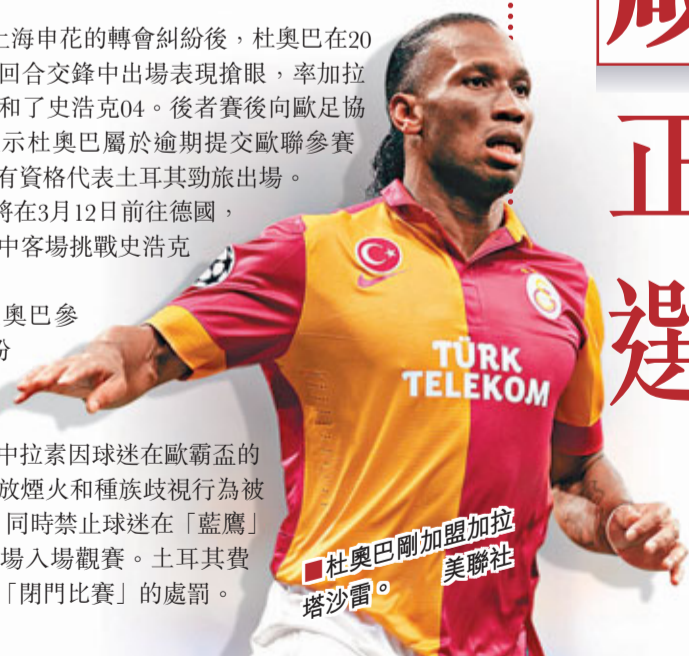 上海申花的轉會糾紛後，杜奧巴在20
回合交鋒中出場表現搶眼，率加拉
和了史浩克04。後者賽後向歐足協
示杜奧巴屬於逾期提交歐聯參賽
有資格代表土耳其勁旅出場。
將在3月12日前往德國，
中客場挑戰史浩克
奧巴參
紛
中拉素因球迷在歐霸盃的
放煙火和種族歧視行為被
同時禁止球迷在「藍鷹」
場入場觀賽。土耳其費
「閉門比賽」的處罰。
TÜRK
TELEKOM
■杜奧巴剛加盟加拉
塔沙雷。 美聯社
正
選